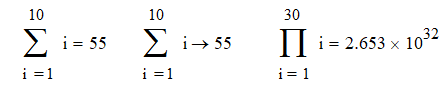 10 10 30
∑ i = 55 ∑ i → 55 ∏ i = 2.653 × 10³²
i = 1 i = 1 i = 1